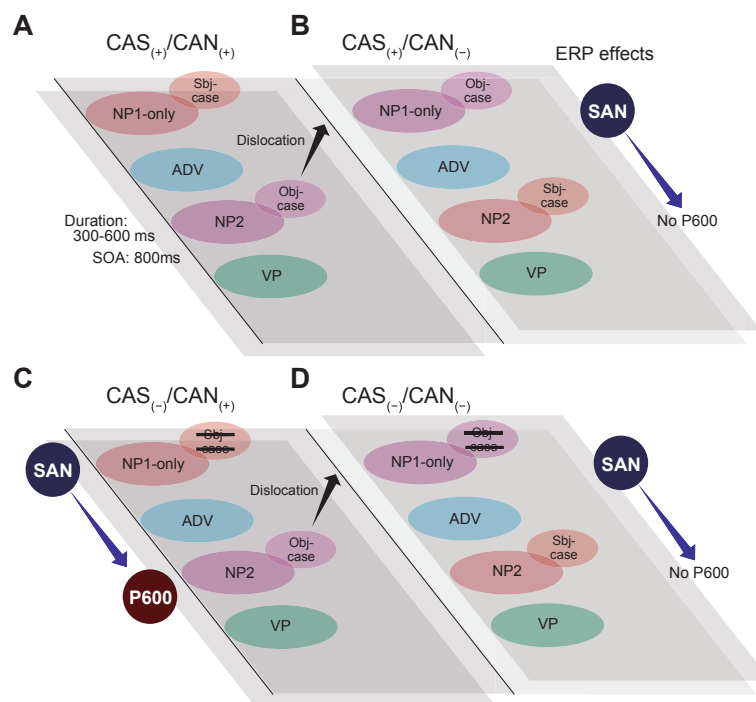 A
CAS(+)/CAN(+)
Sbj-
case
NP1-only
ADV
Dislocation
Obj-
case
NP2
Duration:
300-600 ms
SOA: 800ms
VP
B
CAS(+)/CAN(−)
ERP effects
Obj-
case
NP1-only
SAN
ADV
Sbj-
case
NP2
No P600
VP
C
CAS(−)/CAN(+)
Sbj-
case
NP1-only
SAN
Dislocation
ADV
Obj-
case
NP2
P600
VP
D
CAS(−)/CAN(−)
Obj-
case
NP1-only
SAN
ADV
Sbj-
case
NP2
No P600
VP